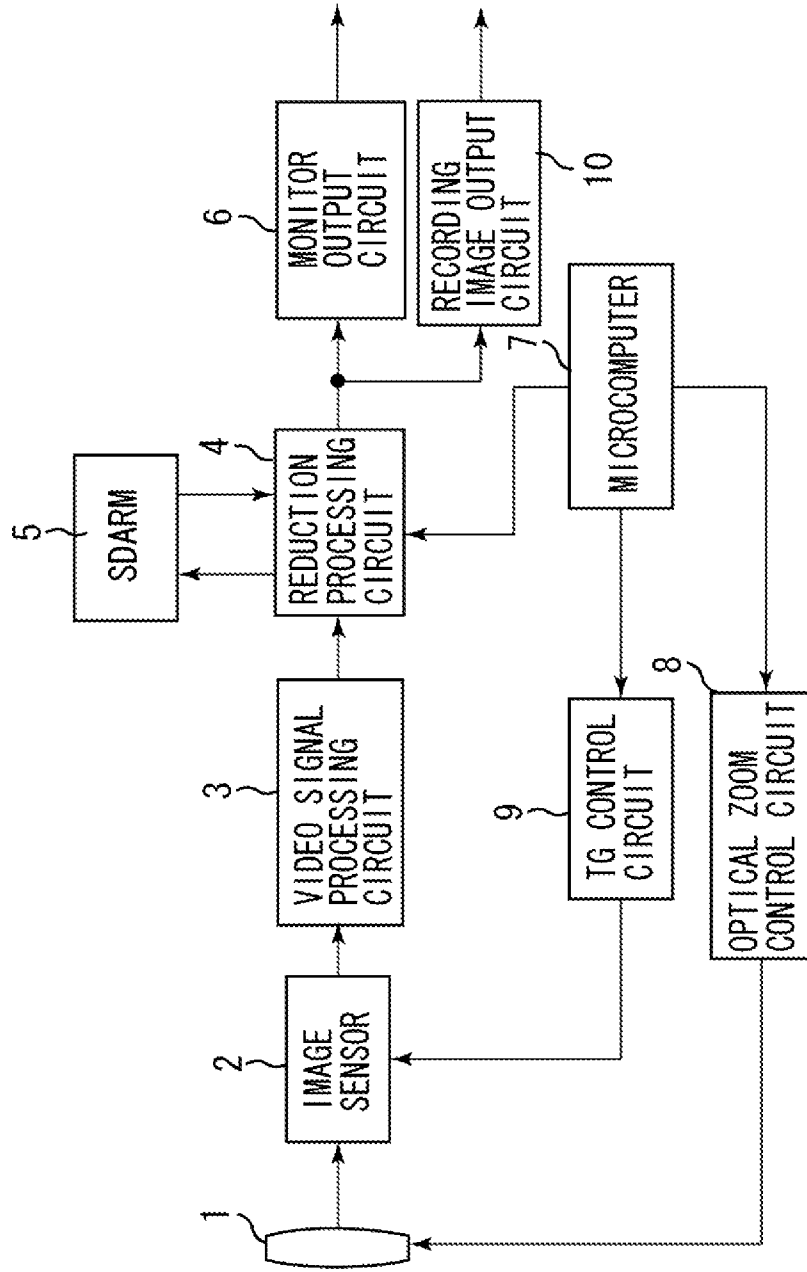 1
2
IMAGE
SENSOR
3
VIDEO SIGNAL
PROCESSING
CIRCUIT
5
SDARM
4
REDUCTION
PROCESSING
CIRCUIT
6
MONITOR
OUTPUT
CIRCUIT
RECORDING
IMAGE OUTPUT
CIRCUIT
10
7
MICROCOMPUTER
9
TG CONTROL
CIRCUIT
8
OPTICAL ZOOM
CONTROL CIRCUIT